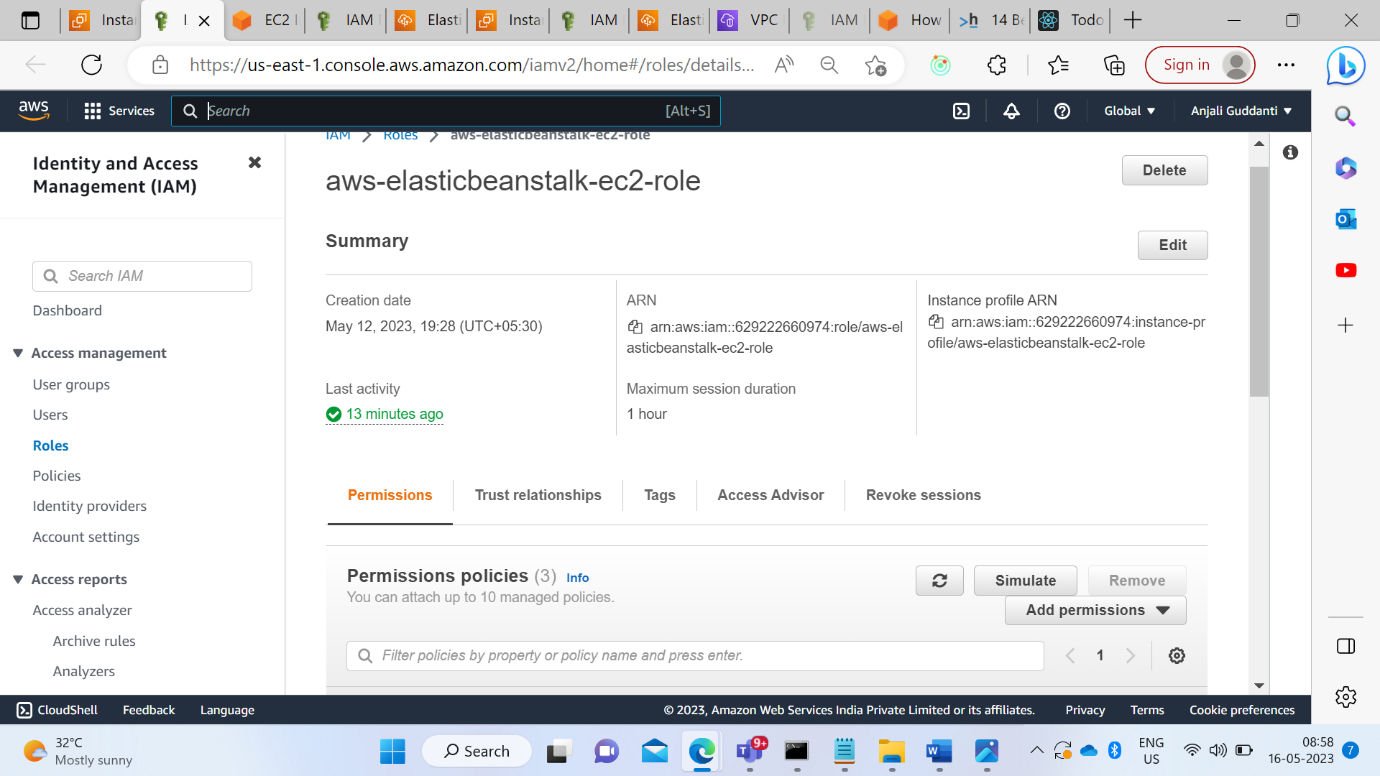 Insta
I
EC2 I
IAM
Elasti
Insta
IAM
Elasti
VPC
IAM
How
14 Be
Todo
https://us-east-1.console.aws.amazon.com/iamv2/home#/roles/details...
Sign in
aws
Services
Search
[Alt+S]
Global
Anjali Guddanti
Identity and Access
Management (IAM)
Search IAM
Dashboard
Access management
User groups
Users
Roles
Policies
Identity providers
Account settings
Access reports
Access analyzer
Archive rules
Analyzers
IAM > Roles > aws-elasticbeanstalk-ec2-role
aws-elasticbeanstalk-ec2-role
Delete
Summary
Edit
Creation date
May 12, 2023, 19:28 (UTC+05:30)
ARN
arn:aws:iam::629222660974:role/aws-el
asticbeanstalk-ec2-role
Instance profile ARN
arn:aws:iam::629222660974:instance-pr
ofile/aws-elasticbeanstalk-ec2-role
Last activity
13 minutes ago
Maximum session duration
1 hour
Permissions
Trust relationships
Tags
Access Advisor
Revoke sessions
Permissions policies (3) Info
You can attach up to 10 managed policies.
Simulate
Remove
Add permissions
Filter policies by property or policy name and press enter.
1
CloudShell
Feedback
Language
© 2023, Amazon Web Services India Private Limited or its affiliates.
Privacy
Terms
Cookie preferences
32°C
Mostly sunny
Search
9+
ENG
US
08:58
16-05-2023
7